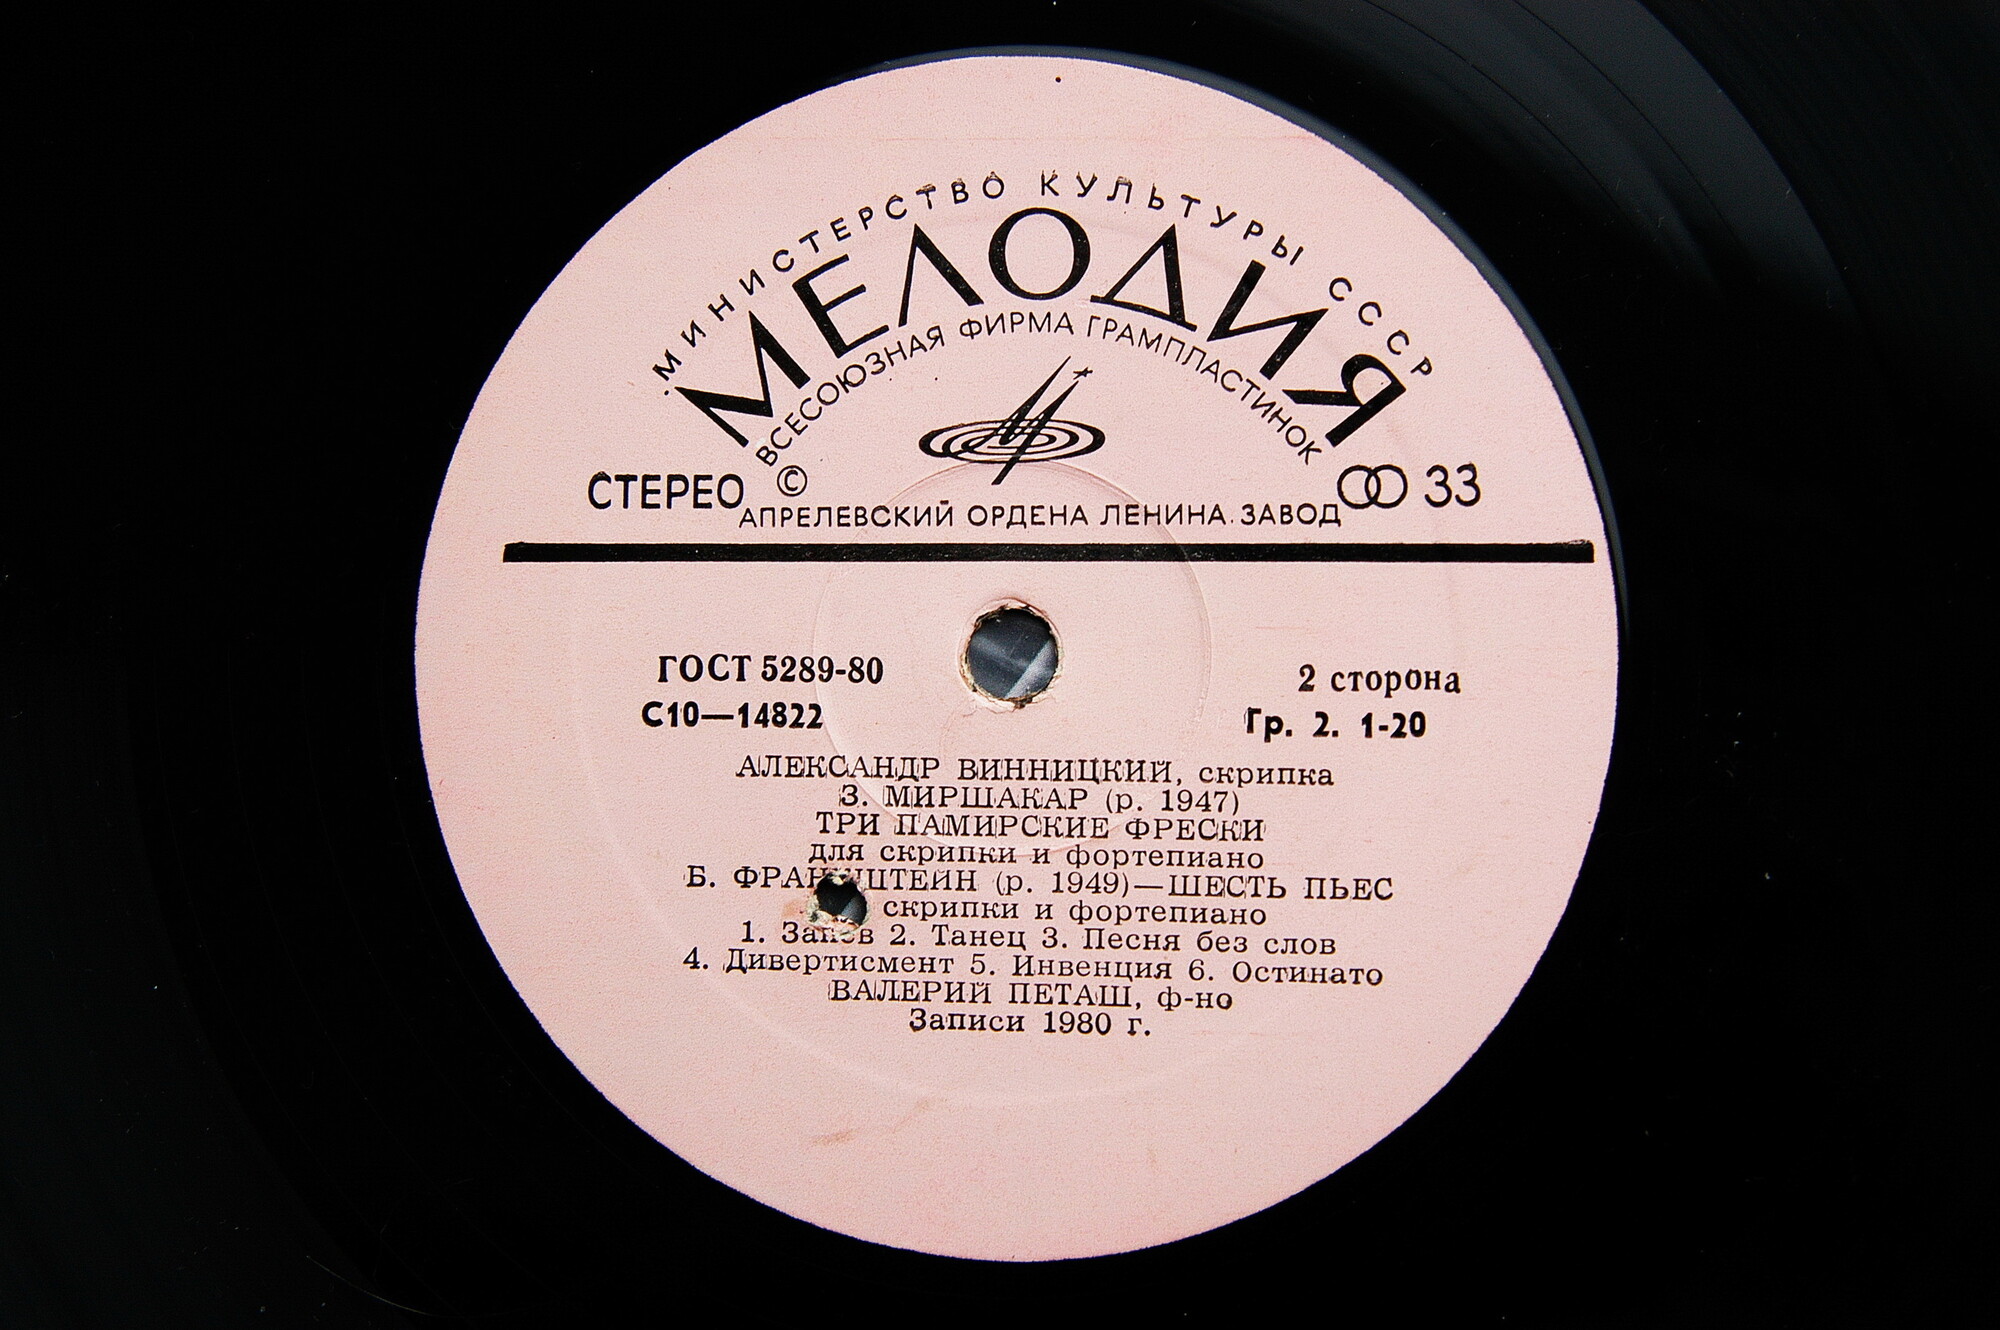 МИНИСТЕРСТВО КУЛЬТУРЫ СССР
МЕЛОДИЯ
ВСЕСОЮЗНАЯ ФИРМА ГРАМПЛАСТИНОК
СТЕРЕО © 33
АПРЕЛЕВСКИЙ ОРДЕНА ЛЕНИНА ЗАВОД
ГОСТ 5289-80 2 сторона
С10—14822 Гр. 2. 1-20
АЛЕКСАНДР ВИННИЦКИЙ, скрипка
З. МИРШАКАР (р. 1947)
ТРИ ПАМИРСКИЕ ФРЕСКИ
для скрипки и фортепиано
Б. (р. 1949)—ШЕСТЬ ПЬЕС
скрипки и фортепиано
1. Запев 2. Танец 3. Песня без слов
4. Дивертисмент 5. Инвенция 6. Остинато
ВАЛЕРИЙ ПЕТАШ, ф-но
Записи 1980 г.